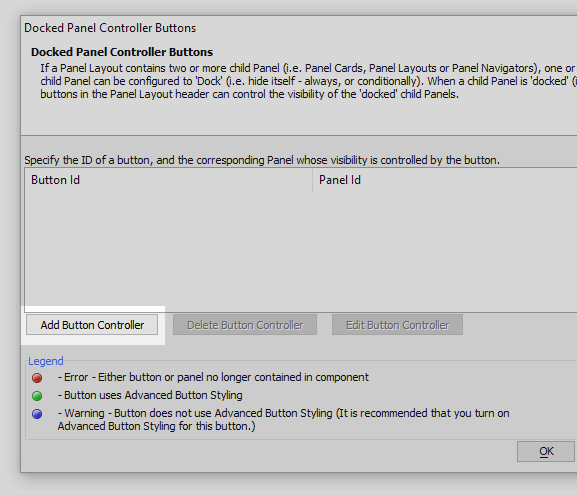 Docked Panel Controller Buttons
Docked Panel Controller Buttons
If a Panel Layout contains two or more child Panel (i.e. Panel Cards, Panel Layouts or Panel Navigators), one or
child Panel can be configured to 'Dock' (i.e. hide itself - always, or conditionally). When a child Panel is 'docked' (i
buttons in the Panel Layout header can control the visibility of the 'docked' child Panels.
Specify the ID of a button, and the corresponding Panel whose visibility is controlled by the button.
Button Id Panel Id
Add Button Controller Delete Button Controller Edit Button Controller
Legend
- Error - Either button or panel no longer contained in component
- Button uses Advanced Button Styling
- Warning - Button does not use Advanced Button Styling (It is recommended that you turn on
Advanced Button Styling for this button.)
OK